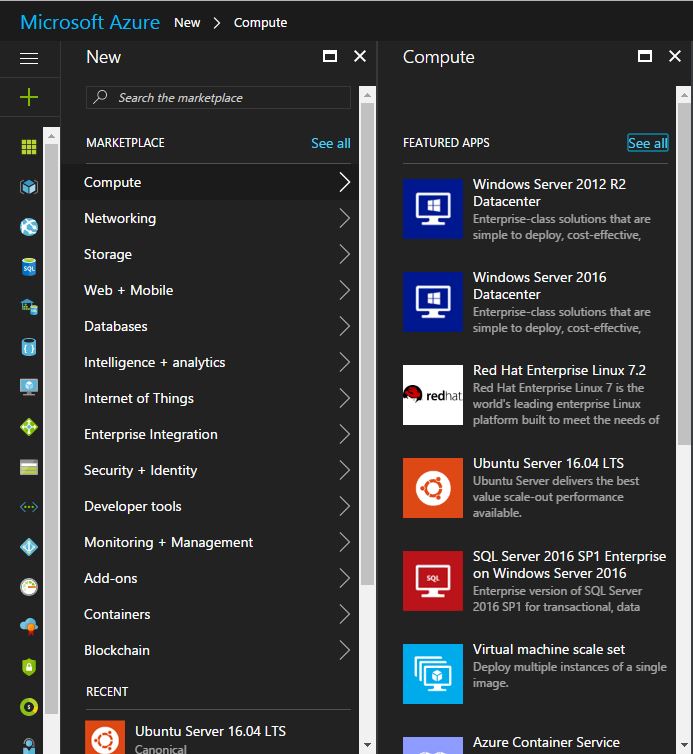 Microsoft Azure New > Compute
New
Search the marketplace
MARKETPLACE See all
Compute
Networking
Storage
Web + Mobile
Databases
Intelligence + analytics
Internet of Things
Enterprise Integration
Security + Identity
Developer tools
Monitoring + Management
Add-ons
Containers
Blockchain
RECENT
Ubuntu Server 16.04 LTS
Canonical
SQL
Compute
FEATURED APPS See all
Windows Server 2012 R2
Datacenter
Enterprise-class solutions that are
simple to deploy, cost-effective,
Windows Server 2016
Datacenter
Enterprise-class solutions that are
simple to deploy, cost-effective,
redhat
Red Hat Enterprise Linux 7.2
Red Hat Enterprise Linux 7 is the
world's leading enterprise Linux
platform built to meet the needs of
Ubuntu Server 16.04 LTS
Ubuntu Server delivers the best
value scale-out performance
available.
SQL
SQL Server 2016 SP1 Enterprise
on Windows Server 2016
Enterprise version of SQL Server
2016 SP1 for transactional, data
Virtual machine scale set
Deploy multiple instances of a single
image.
Azure Container Service